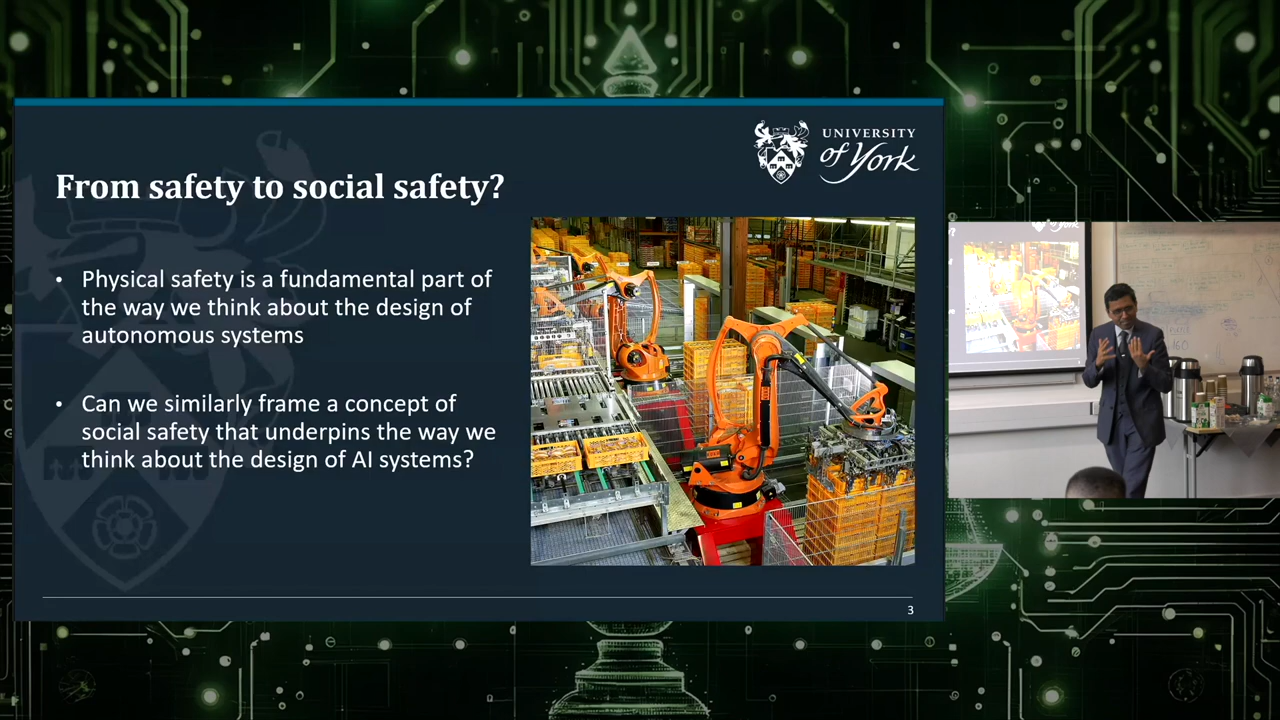 UNIVERSITY
of York
From safety to social safety?
• Physical safety is a fundamental part of
the way we think about the design of
autonomous systems
• Can we similarly frame a concept of
social safety that underpins the way we
think about the design of AI systems?
3